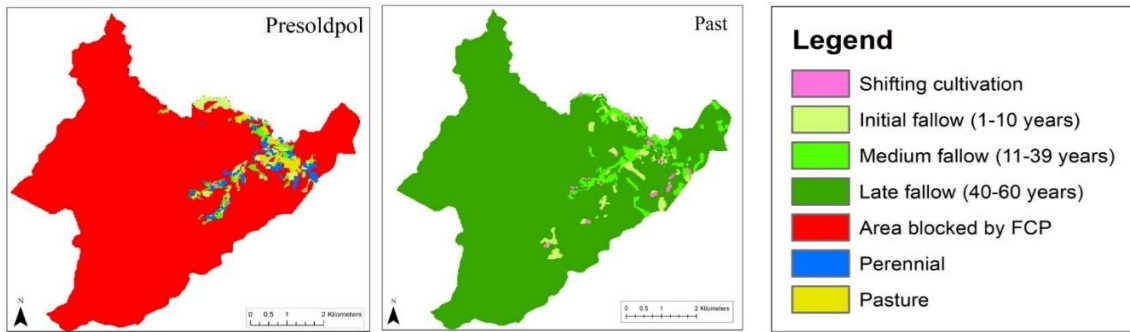 Presoldpol
N
0 0.5 1 2 Kilometers
Past
N
0 0.5 1 2 Kilometers
Legend
Shifting cultivation
Initial fallow (1-10 years)
Medium fallow (11-39 years)
Late fallow (40-60 years)
Area blocked by FCP
Perennial
Pasture